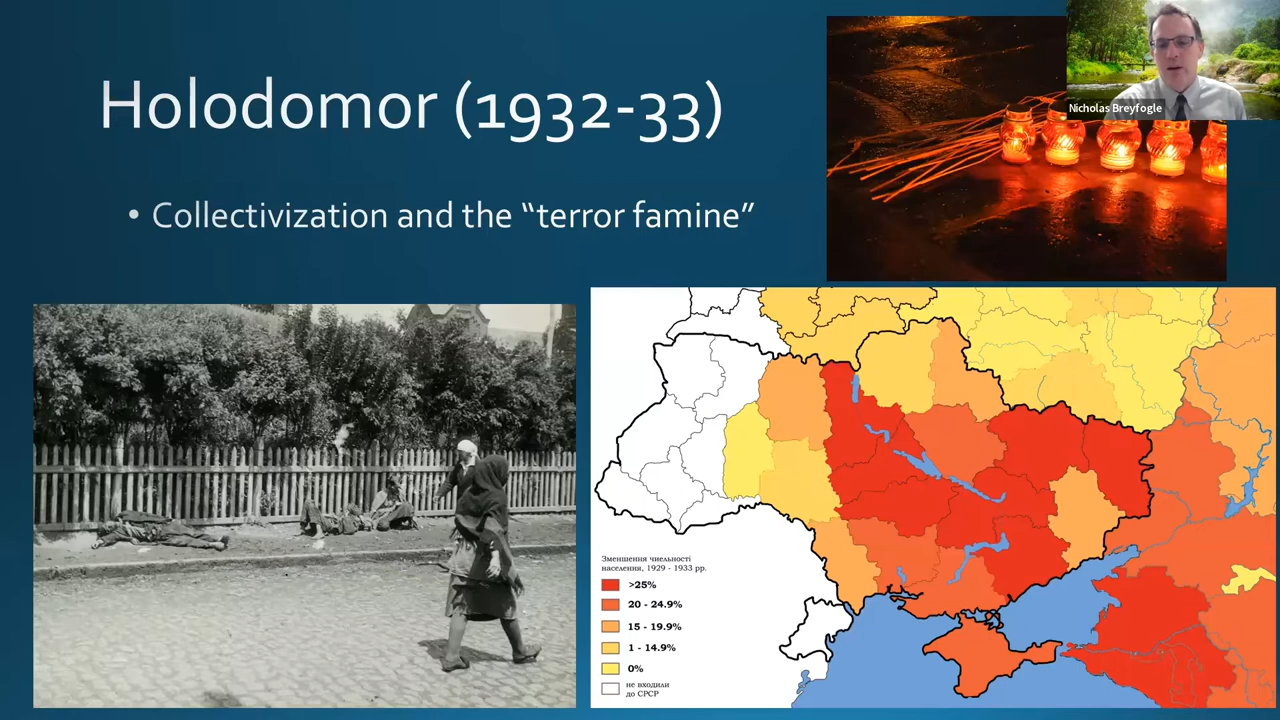 Holodomor (1932-33)
• Collectivization and the “terror famine”
Nicholas Breyfogle
Зменшення числьності
населення, 1929 - 1933 рр.
>25%
20 - 24.9%
15 - 19.9%
1 - 14.9%
0%
не входили
до СРСР